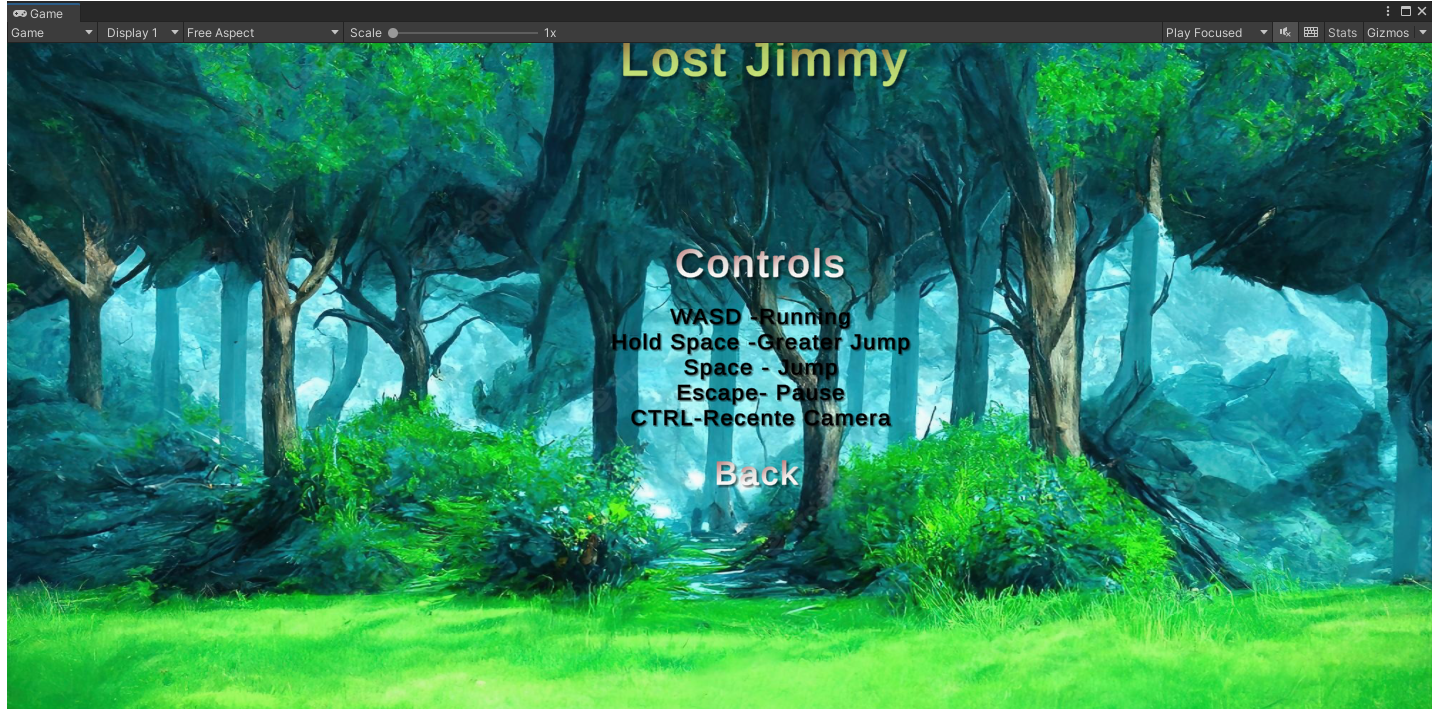 Game
Game Display 1 Free Aspect Scale 1x Play Focused Stats Gizmos
Lost Jimmy
Controls
WASD -Running
Hold Space -Greater Jump
Space - Jump
Escape- Pause
CTRL-Recente Camera
Back